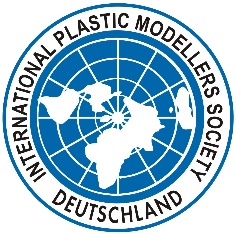 INTERNATIONAL PLASTIC MODELLERS SOCIETY
DEUTSCHLAND